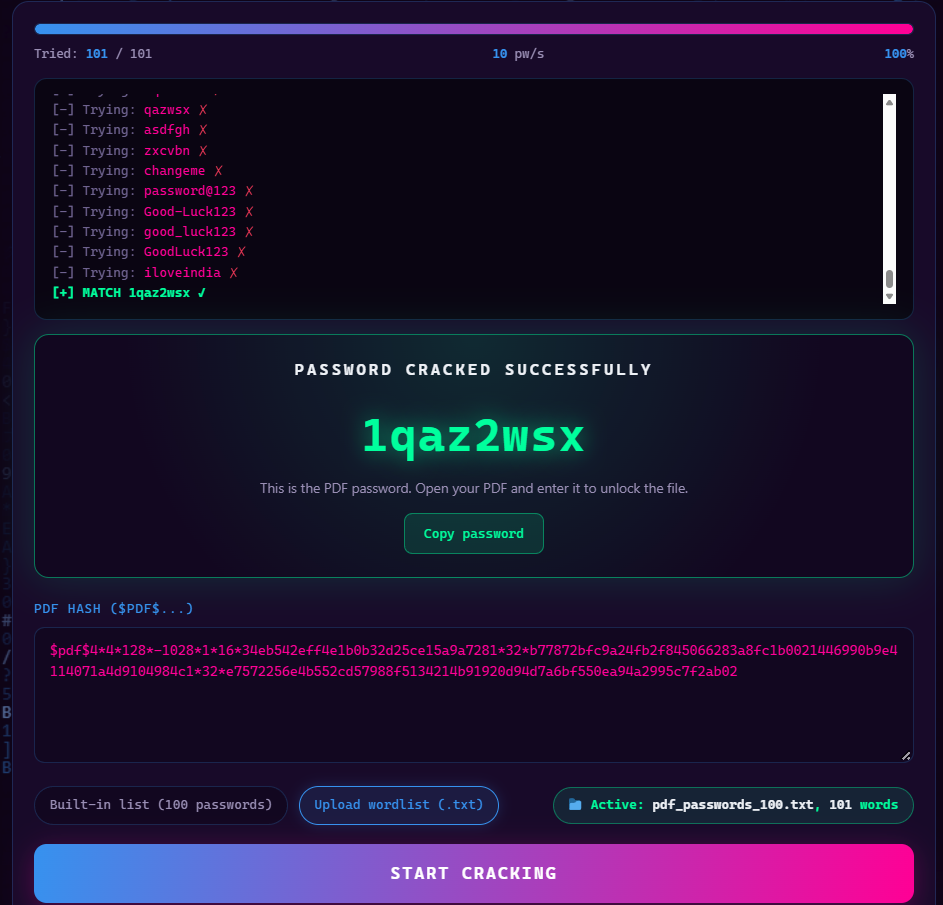 Tried: 101 / 101
10 pw/s
100%
[-] Trying: qazwsx ✗
[-] Trying: asdfgh ✗
[-] Trying: zxcvbn ✗
[-] Trying: changeme ✗
[-] Trying: password@123 ✗
[-] Trying: Good-Luck123 ✗
[-] Trying: good_luck123 ✗
[-] Trying: GoodLuck123 ✗
[-] Trying: iloveindia ✗
[+] MATCH 1qaz2wsx ✓
PASSWORD CRACKED SUCCESSFULLY
1qaz2wsx
This is the PDF password. Open your PDF and enter it to unlock the file.
Copy password
PDF HASH ($PDF$...)
$pdf$4*4*128*-1028*1*16*34eb542eff4e1b0b32d25ce15a9a7281*32*b77872bfc9a24fb2f845066283a8fc1b0021446990b9e4
114071a4d9104984c1*32*e7572256e4b552cd57988f5134214b91920d94d7a6bf550ea94a2995c7f2ab02
Built-in list (100 passwords)
Upload wordlist (.txt)
Active: pdf_passwords_100.txt, 101 words
START CRACKING